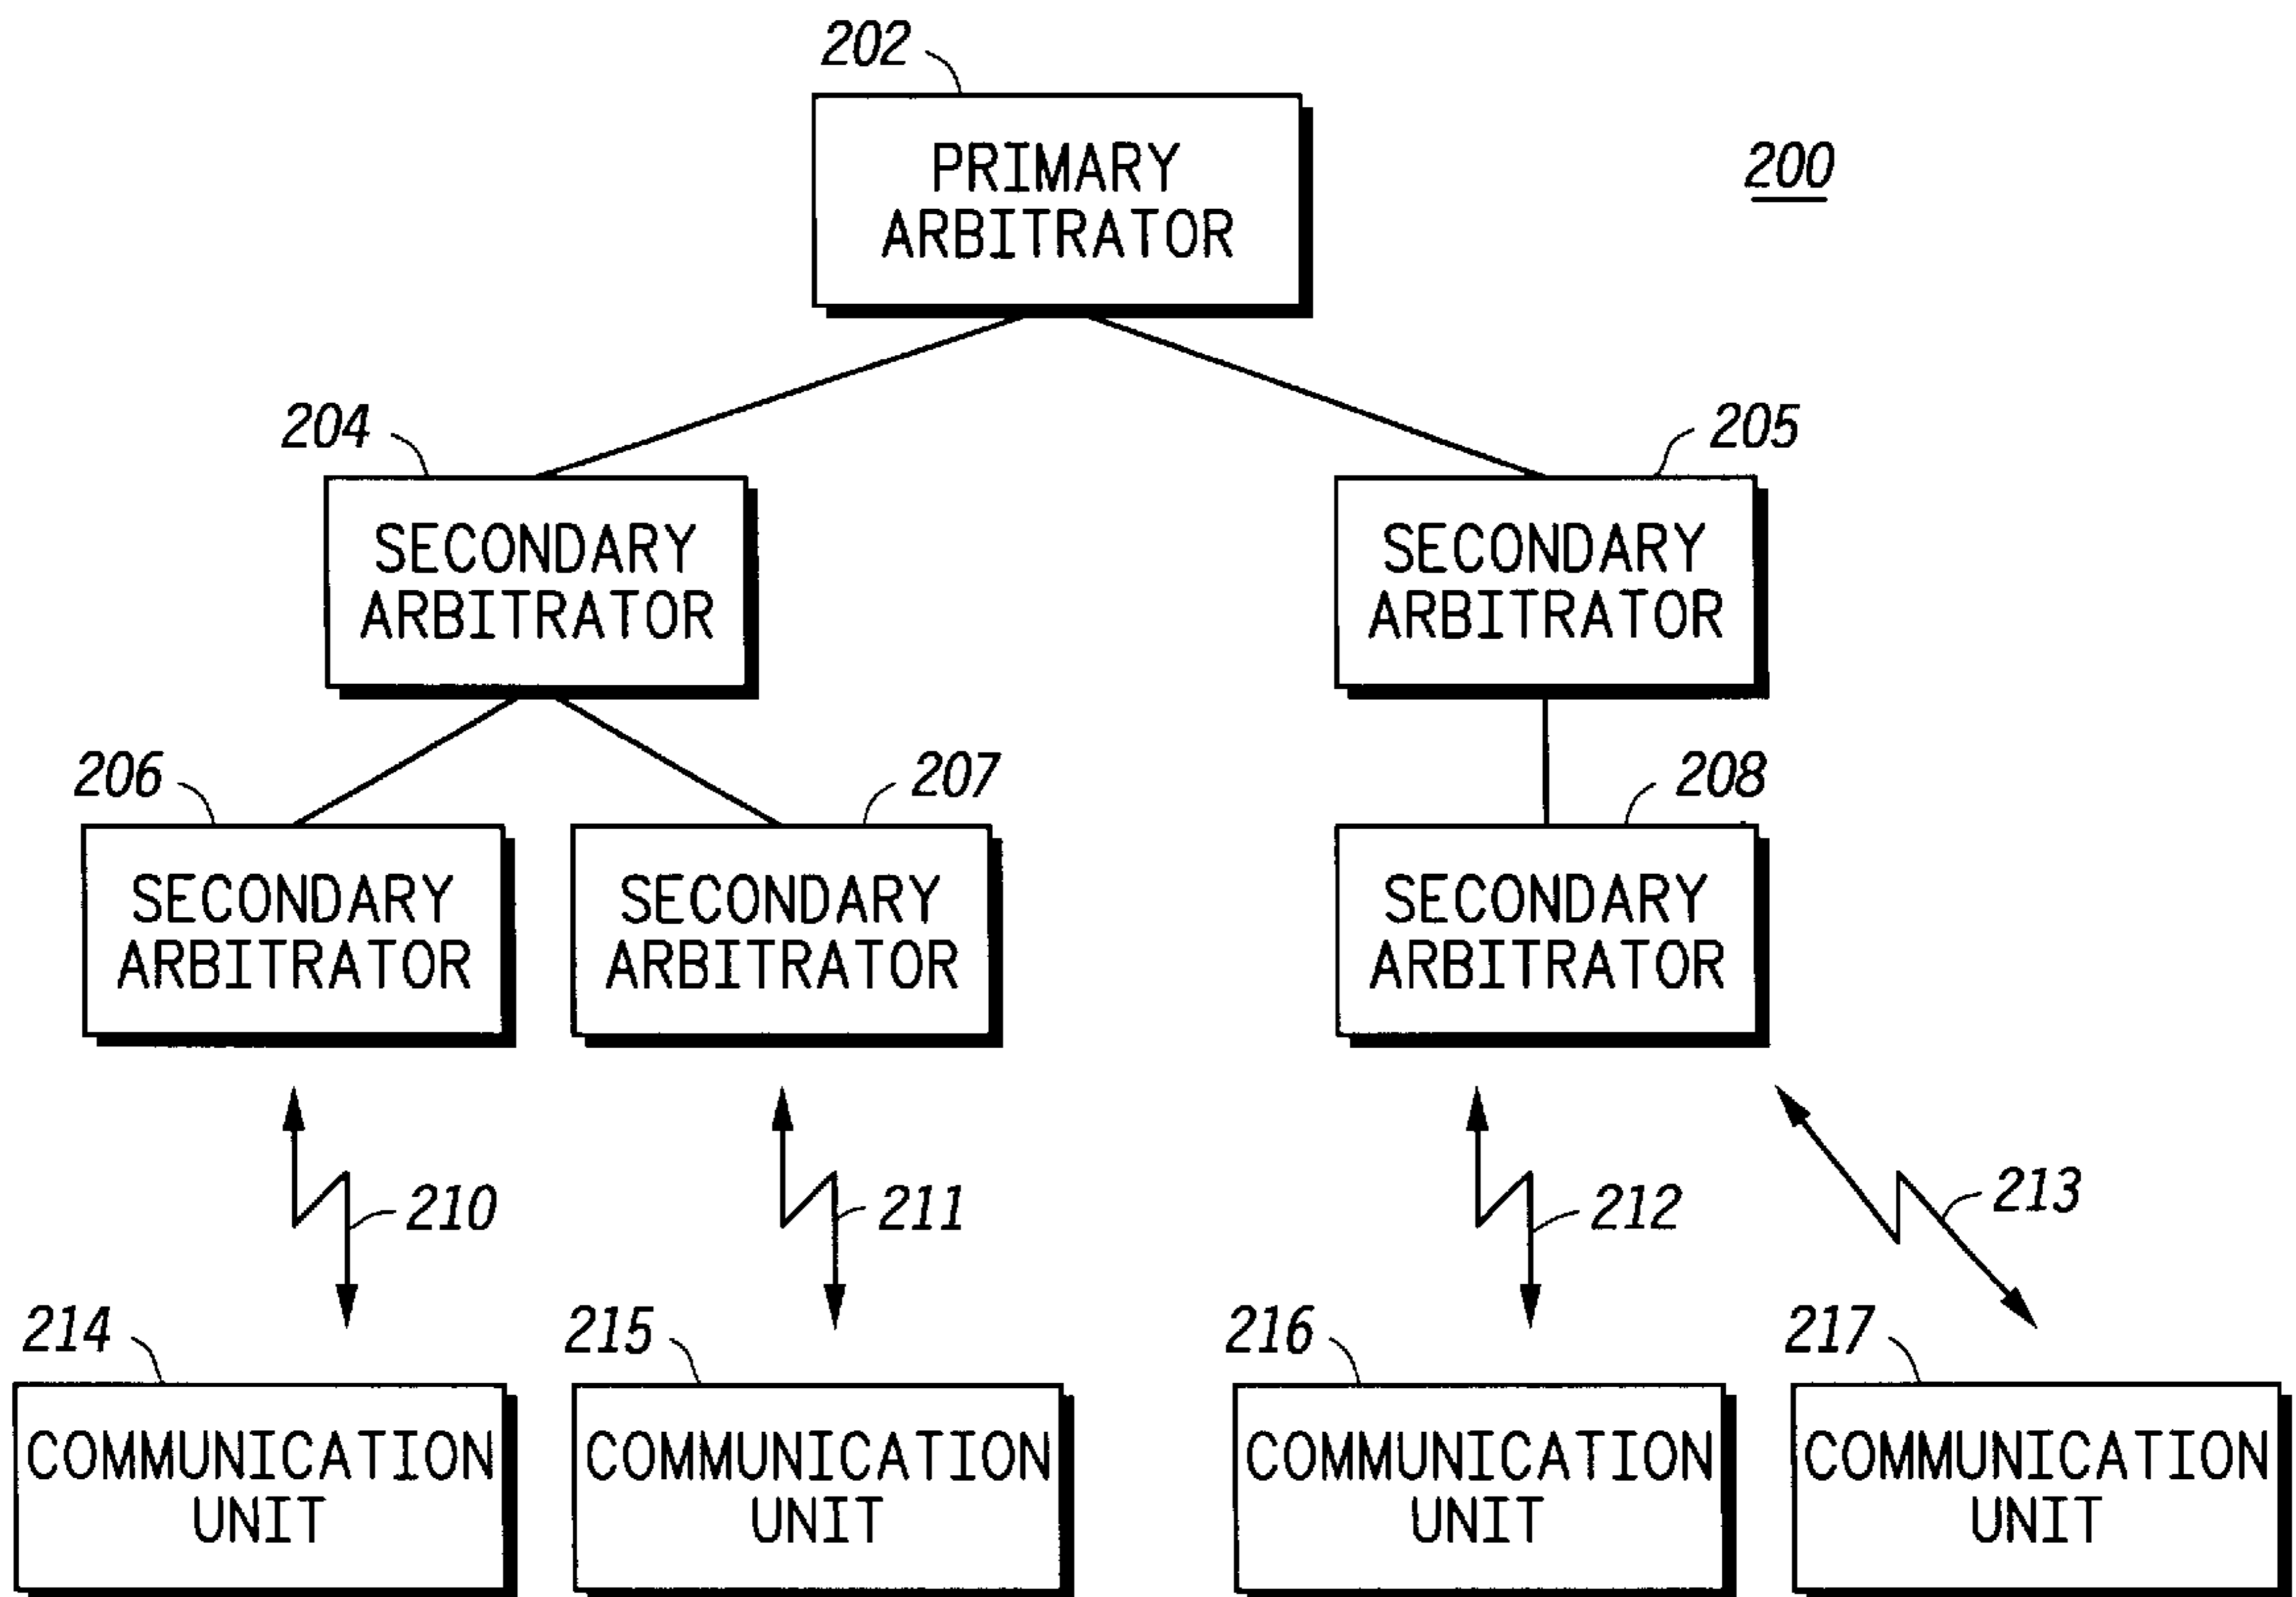 202
PRIMARY
ARBITRATOR
200
204
205
SECONDARY
ARBITRATOR
SECONDARY
ARBITRATOR
206
207
208
SECONDARY
ARBITRATOR
SECONDARY
ARBITRATOR
SECONDARY
ARBITRATOR
210
211
212
213
214
215
216
217
COMMUNICATION
UNIT
COMMUNICATION
UNIT
COMMUNICATION
UNIT
COMMUNICATION
UNIT